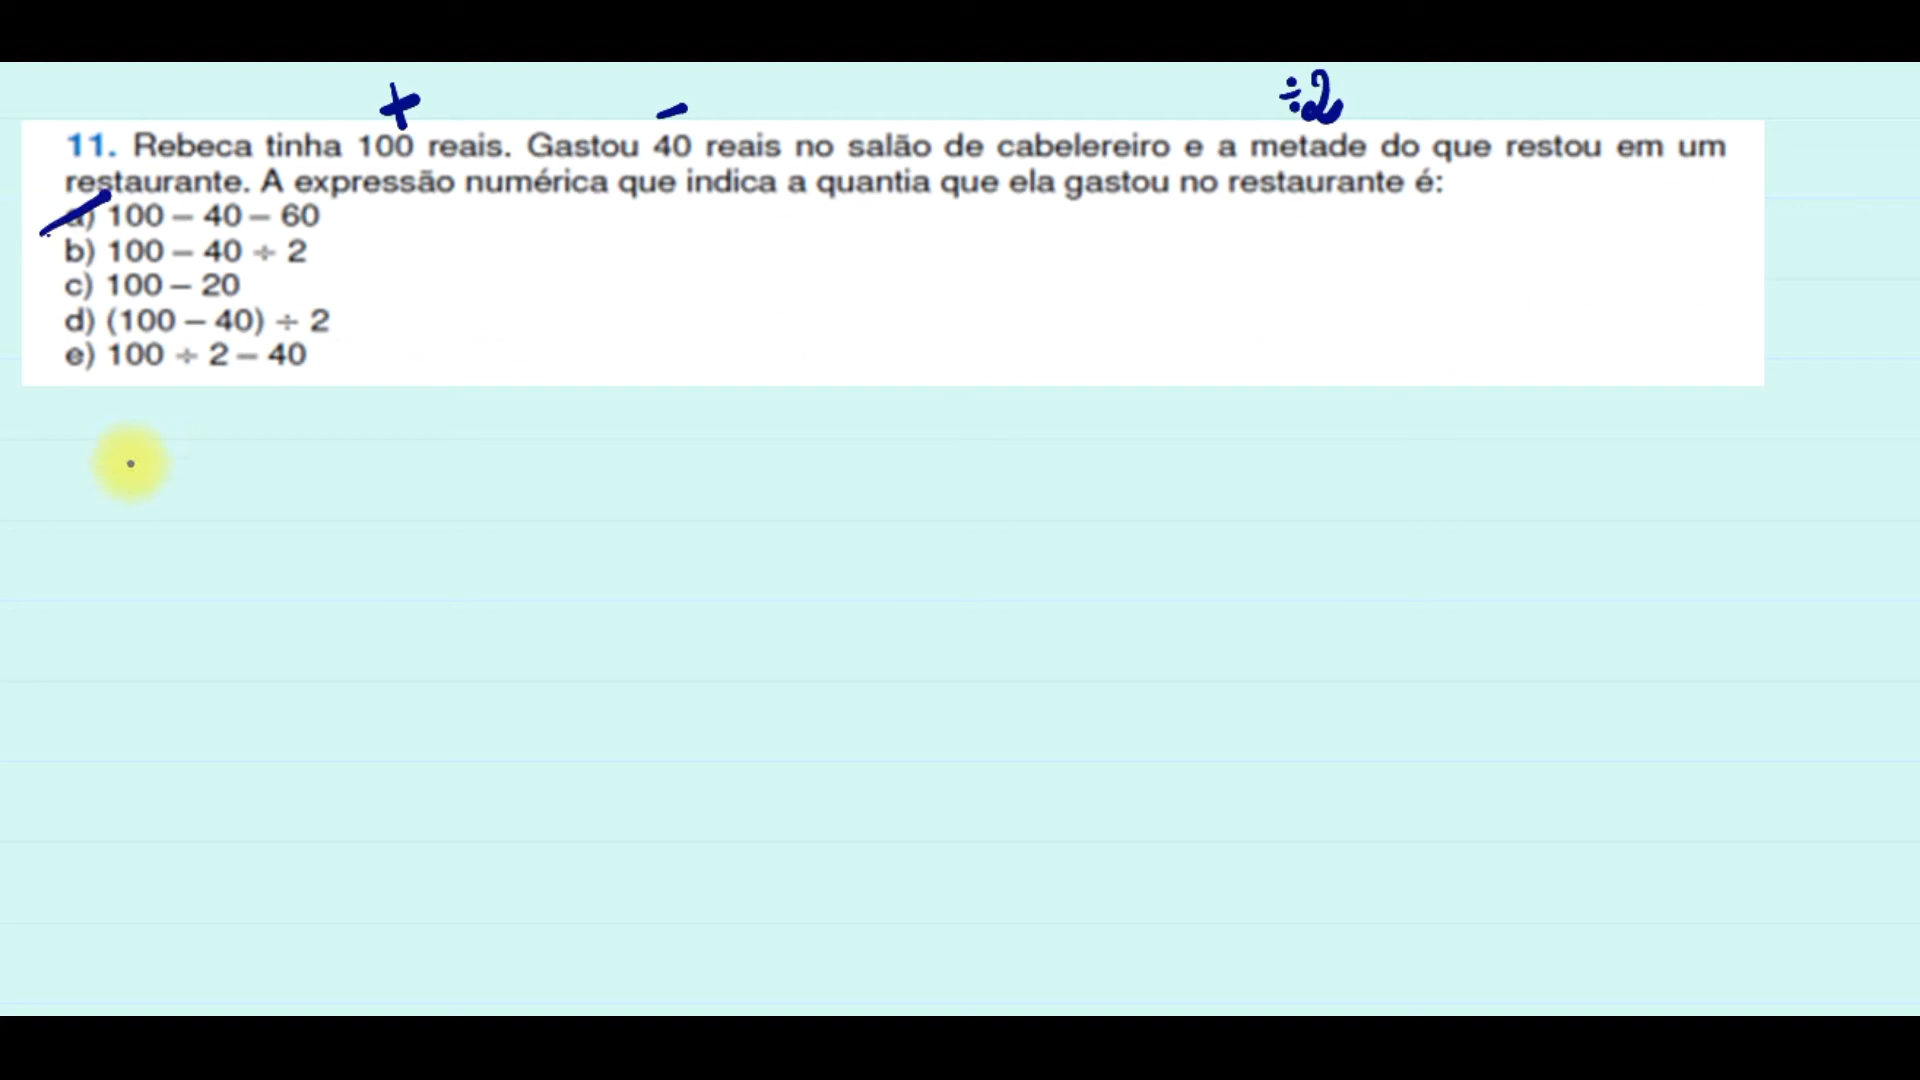 + - ÷2
11. Rebeca tinha 100 reais. Gastou 40 reais no salão de cabelereiro e a metade do que restou em um
restaurante. A expressão numérica que indica a quantia que ela gastou no restaurante é:
a) 100 – 40 – 60
b) 100 – 40 ÷ 2
c) 100 – 20
d) (100 – 40) ÷ 2
e) 100 ÷ 2 – 40